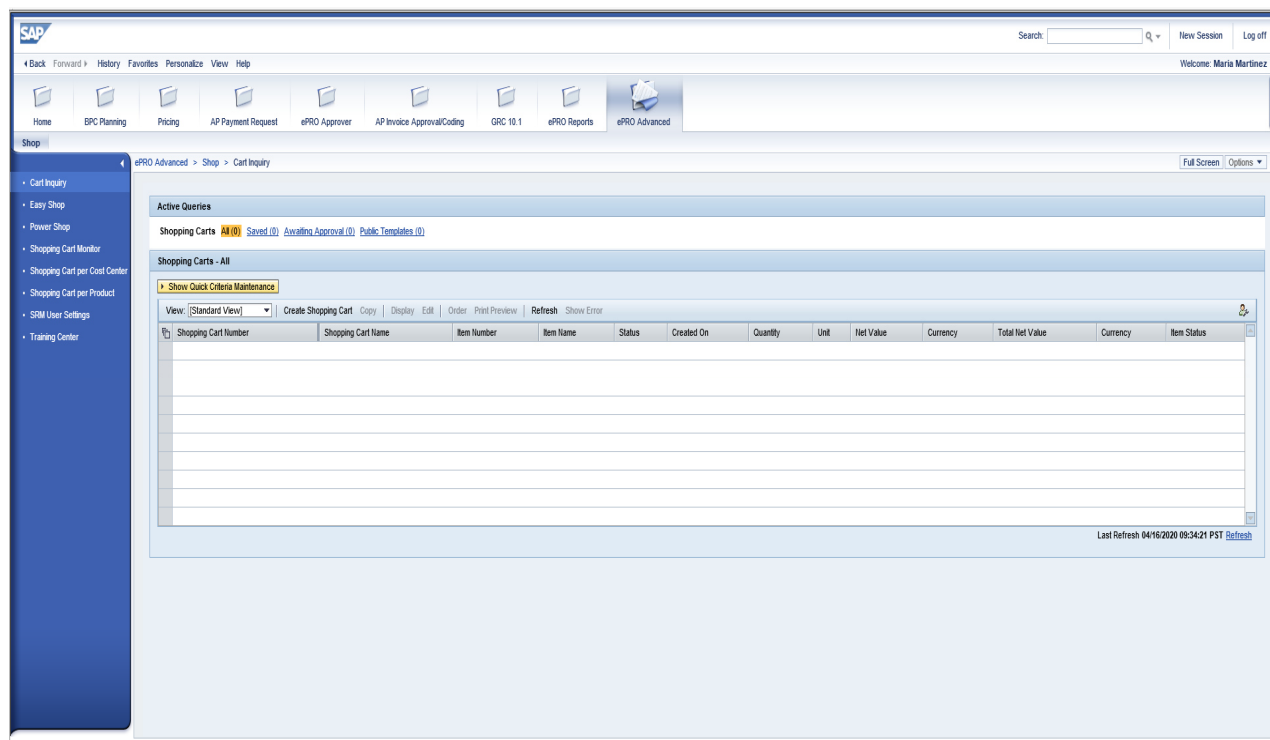 SAP
Search:
New Session
Log off
Back Forward History Favorites Personalize View Help
Welcome: Maria Martinez
Home
BPC Planning
Pricing
AP Payment Request
ePRO Approver
AP Invoice Approval/Coding
GRC 10.1
ePRO Reports
ePRO Advanced
Shop
ePRO Advanced > Shop > Cart Inquiry
Full Screen
Options
Cart Inquiry
Easy Shop
Power Shop
Shopping Cart Monitor
Shopping Cart per Cost Center
Shopping Cart per Product
SRM User Settings
Training Center
Active Queries
Shopping Carts All (0) Saved (0) Awaiting Approval (0) Public Templates (0)
Shopping Carts - All
Show Quick Criteria Maintenance
View: [Standard View] Create Shopping Cart Copy Display Edit Order Print Preview Refresh Show Error
Shopping Cart Number Shopping Cart Name Item Number Item Name Status Created On Quantity Unit Net Value Currency Total Net Value Currency Item Status
Last Refresh 04/16/2020 09:34:21 PST Refresh